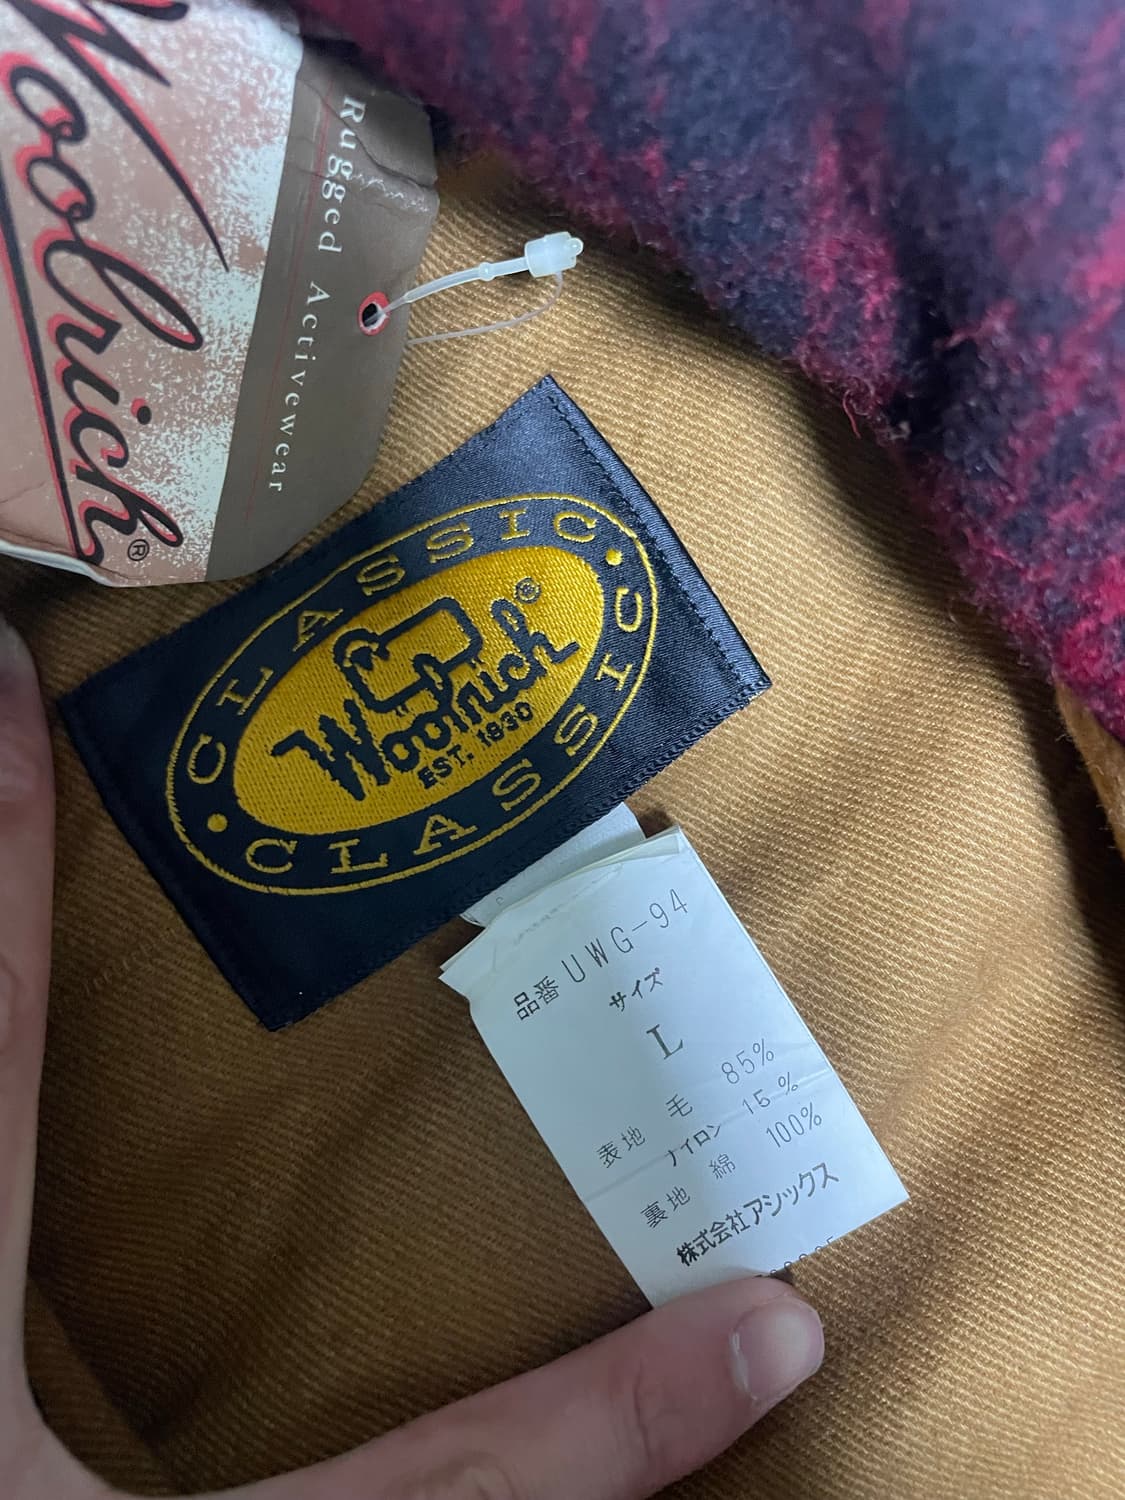 Woolrich®
Rugged Activewear
CLASSIC
Woolrich®
EST. 1830
CLASSIC
品番 UWG-94
サイズ
L
表地 毛 85%
ナイロン 15%
裏地 綿 100%
株式会社アシックス